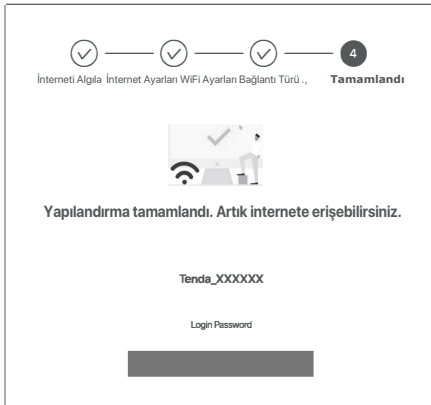 4
İnterneti Algıla İnternet Ayarları WiFi Ayarları Bağlantı Türü ., Tamamlandı
Yapılandırma tamamlandı. Artık internete erişebilirsiniz.
Tenda_XXXXXX
Login Password